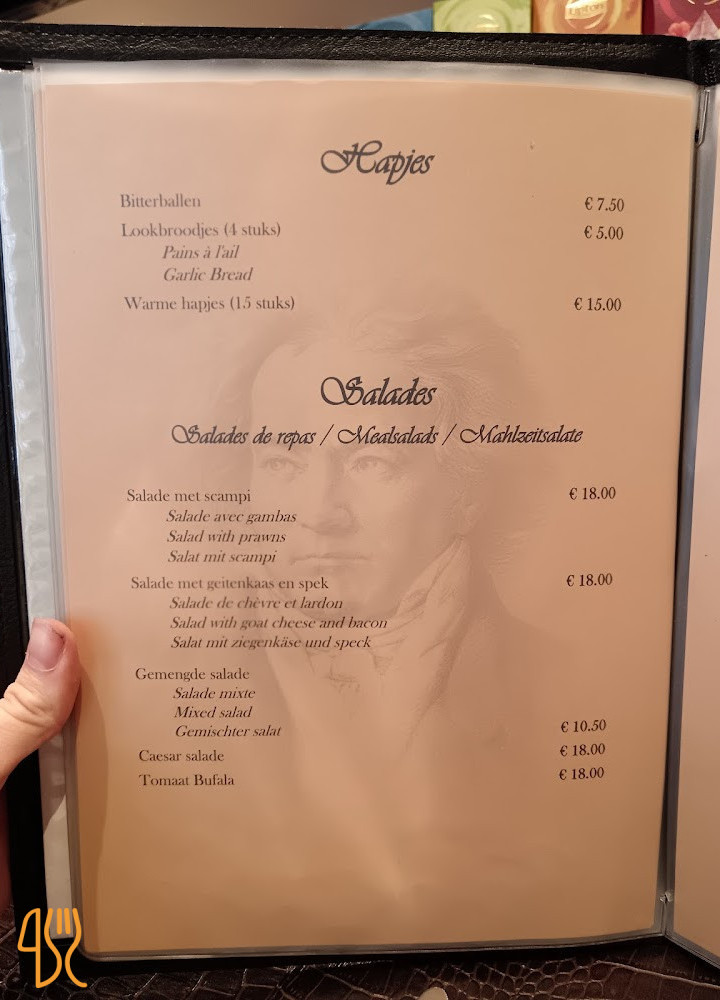 Hapjes
Bitterballen € 7.50
Lookbroodjes (4 stuks) € 5.00
Pains à l'ail
Garlic Bread
Warme hapjes (15 stuks) € 15.00
Salades
Salades de repas / Mealsalads / Mahlzeitsalate
Salade met scampi € 18.00
Salade avec gambas
Salad with prawns
Salat mit scampi
Salade met geitenkaas en spek € 18.00
Salade de chèvre et lardon
Salad with goat cheese and bacon
Salat mit ziegenkäse und speck
Gemengde salade
Salade mixte
Mixed salad
Gemischter salat € 10.50
Caesar salade € 18.00
Tomaat Bufala € 18.00